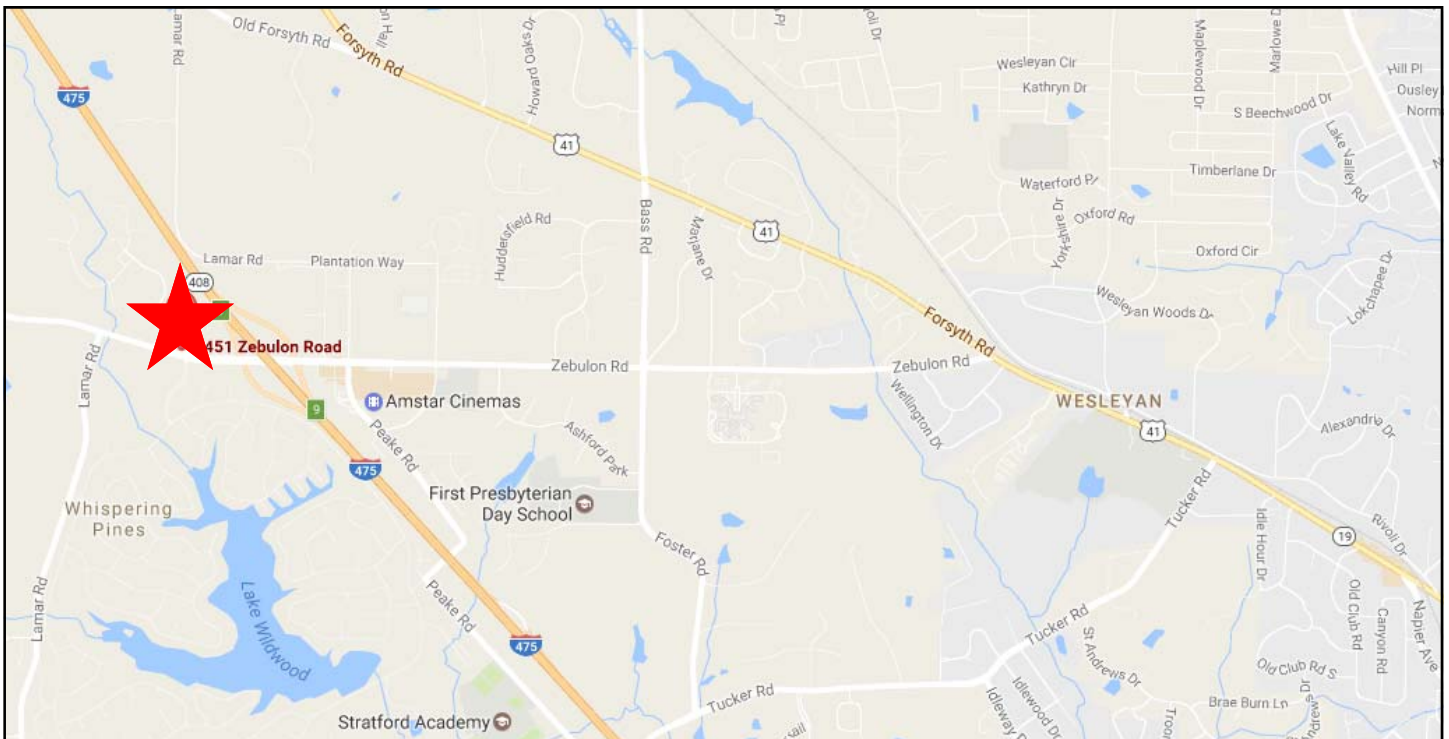 Old Forsyth Rd
Forsyth Rd
Lamar Rd
Howard Oaks Dr
475
41
Wesleyan Cir
Kathryn Dr
Maplewood Dr
Hill Pl
Ousley
Norm
S Beechwood Dr
Lake Valley Rd
Timberlane Dr
Waterford Pl
Yorkshire Dr
Oxford Rd
Oxford Cir
Bass Rd
Marjane Dr
41
Huddersfield Rd
Lamar Rd
Plantation Way
408
Wesleyan Woods Dr
Lokchapee Dr
Forsyth Rd
451 Zebulon Road
Lamar Rd
Zebulon Rd
Zebulon Rd
9
Amstar Cinemas
WESLEYAN
Wellington Dr
41
Alexandria Dr
Peake Rd
Ashford Park
475
First Presbyterian
Day School
Whispering
Pines
Tucker Rd
Idle Hour Dr
Rivoli Dr
19
Foster Rd
Lamar Rd
Lake Wildwood
Peake Rd
475
Old Club Rd
Canyon Rd
Napier Ave
Tucker Rd
St Andrews Dr
Old Club Rd S
Tucker Rd
Idlewood Dr
Idleway Dr
Brae Burn Ln
Stratford Academy